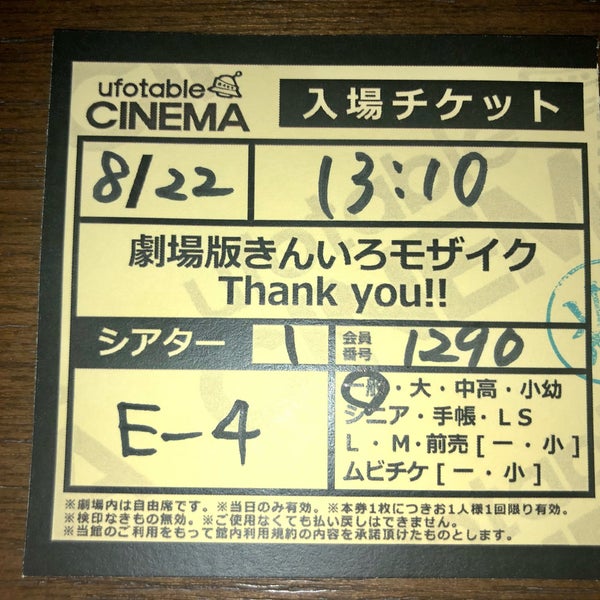 ufotable
CINEMA
入場チケット
8/22
13:10
劇場版きんいろモザイク
Thank you!!
シアター
1
会員
番号
1290
E-4
一般・大・中高・小幼
シニア・手帳・LS
L・M・前売[一・小]
ムビチケ[一・小]
※劇場内は自由席です。※当日のみ有効。※本券1枚につきお1人様1回限り有効。
※検印なきもの無効。※ご使用なくても払い戻しはできません。
※当館のご利用をもって館内利用規約の内容を承諾頂けたものとします。